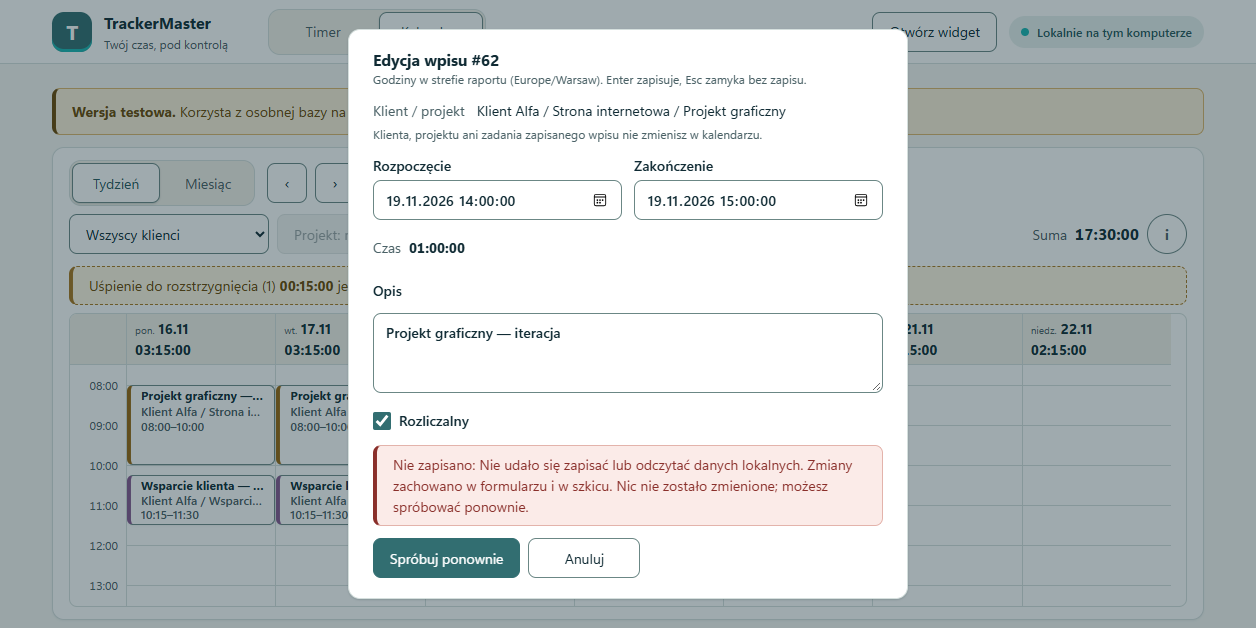 T
TrackerMaster
Twój czas, pod kontrolą
Timer
Otwórz widget
Lokalnie na tym komputerze
Wersja testowa. Korzysta z osobnej bazy na
Tydzień
Miesiąc
‹
›
Wszyscy klienci
Projekt:
Suma 17:30:00
i
Uśpienie do rozstrzygnięcia (1) 00:15:00
pon. 16.11
03:15:00
wt. 17.11
03:15:00
21.11
5:00
niedz. 22.11
02:15:00
08:00
09:00
10:00
11:00
12:00
13:00
Projekt graficzny —...
Klient Alfa / Strona i...
08:00–10:00
Projekt
Klient Alfa
Wsparcie klienta — ...
Klient Alfa / Wsparci...
10:15–11:30
Wsparcie
Klient Alfa
10:15–11:30
Edycja wpisu #62
Godziny w strefie raportu (Europe/Warsaw). Enter zapisuje, Esc zamyka bez zapisu.
Klient / projekt Klient Alfa / Strona internetowa / Projekt graficzny
Klienta, projektu ani zadania zapisanego wpisu nie zmienisz w kalendarzu.
Rozpoczęcie
Zakończenie
19.11.2026 14:00:00
19.11.2026 15:00:00
Czas 01:00:00
Opis
Projekt graficzny — iteracja
Rozliczalny
Nie zapisano: Nie udało się zapisać lub odczytać danych lokalnych. Zmiany
zachowano w formularzu i w szkicu. Nic nie zostało zmienione; możesz
spróbować ponownie.
Spróbuj ponownie
Anuluj